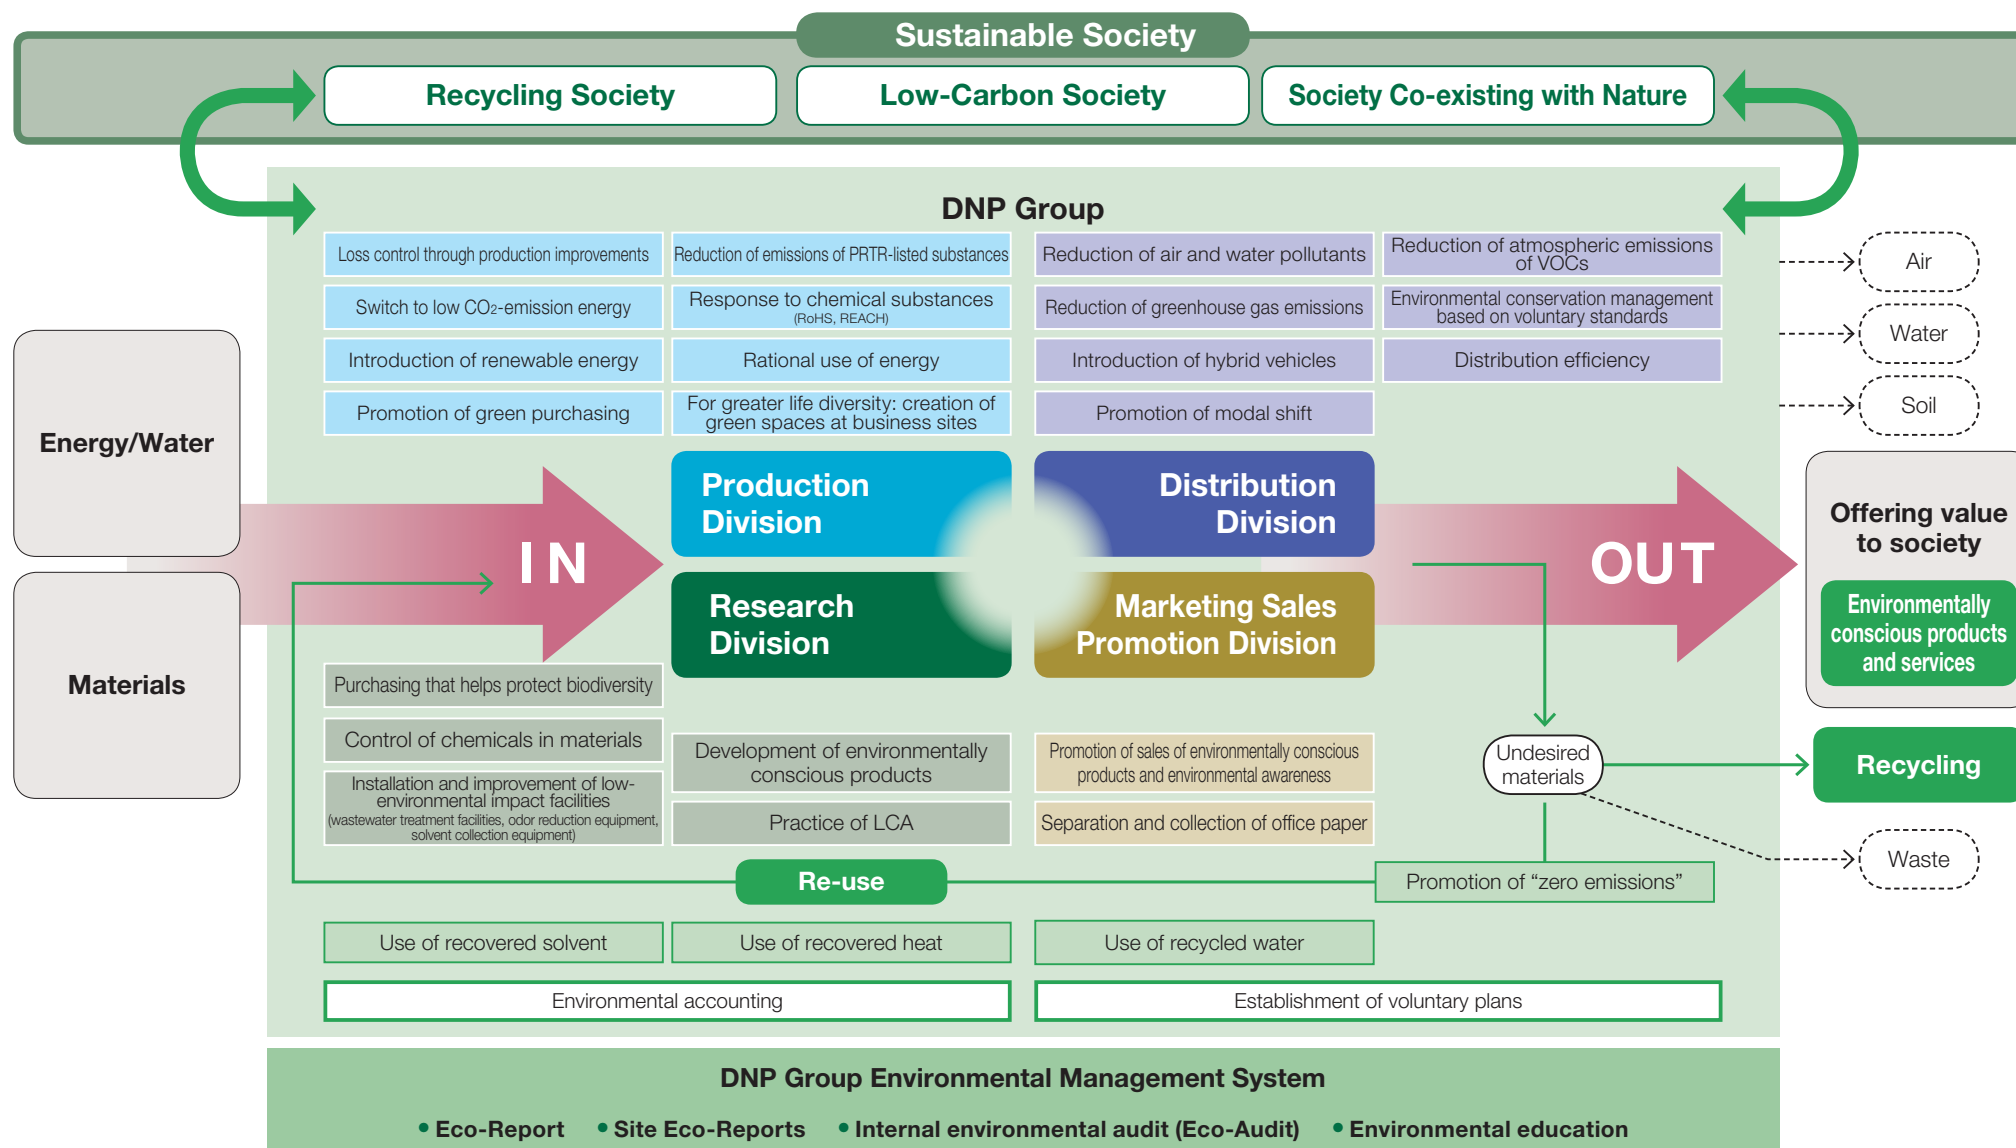 Sustainable Society
Recycling Society
Low-Carbon Society
Society Co-existing with Nature
DNP Group
Loss control through production improvements
Reduction of emissions of PRTR-listed substances
Reduction of air and water pollutants
Reduction of atmospheric emissions
of VOCs
Switch to low CO2-emission energy
Response to chemical substances
(RoHS, REACH)
Reduction of greenhouse gas emissions
Environmental conservation management
based on voluntary standards
Introduction of renewable energy
Rational use of energy
Introduction of hybrid vehicles
Distribution efficiency
Promotion of green purchasing
For greater life diversity: creation of
green spaces at business sites
Promotion of modal shift
Air
Water
Soil
Energy/Water
Materials
IN
Production
Division
Distribution
Division
Research
Division
Marketing Sales
Promotion Division
OUT
Offering value
to society
Environmentally
conscious products
and services
Purchasing that helps protect biodiversity
Control of chemicals in materials
Installation and improvement of low-
environmental impact facilities
(wastewater treatment facilities, odor reduction equipment,
solvent collection equipment)
Development of environmentally
conscious products
Practice of LCA
Promotion of sales of environmentally conscious
products and environmental awareness
Separation and collection of office paper
Undesired
materials
Recycling
Waste
Re-use
Promotion of “zero emissions”
Use of recovered solvent
Use of recovered heat
Use of recycled water
Environmental accounting
Establishment of voluntary plans
DNP Group Environmental Management System
• Eco-Report • Site Eco-Reports • Internal environmental audit (Eco-Audit) • Environmental education